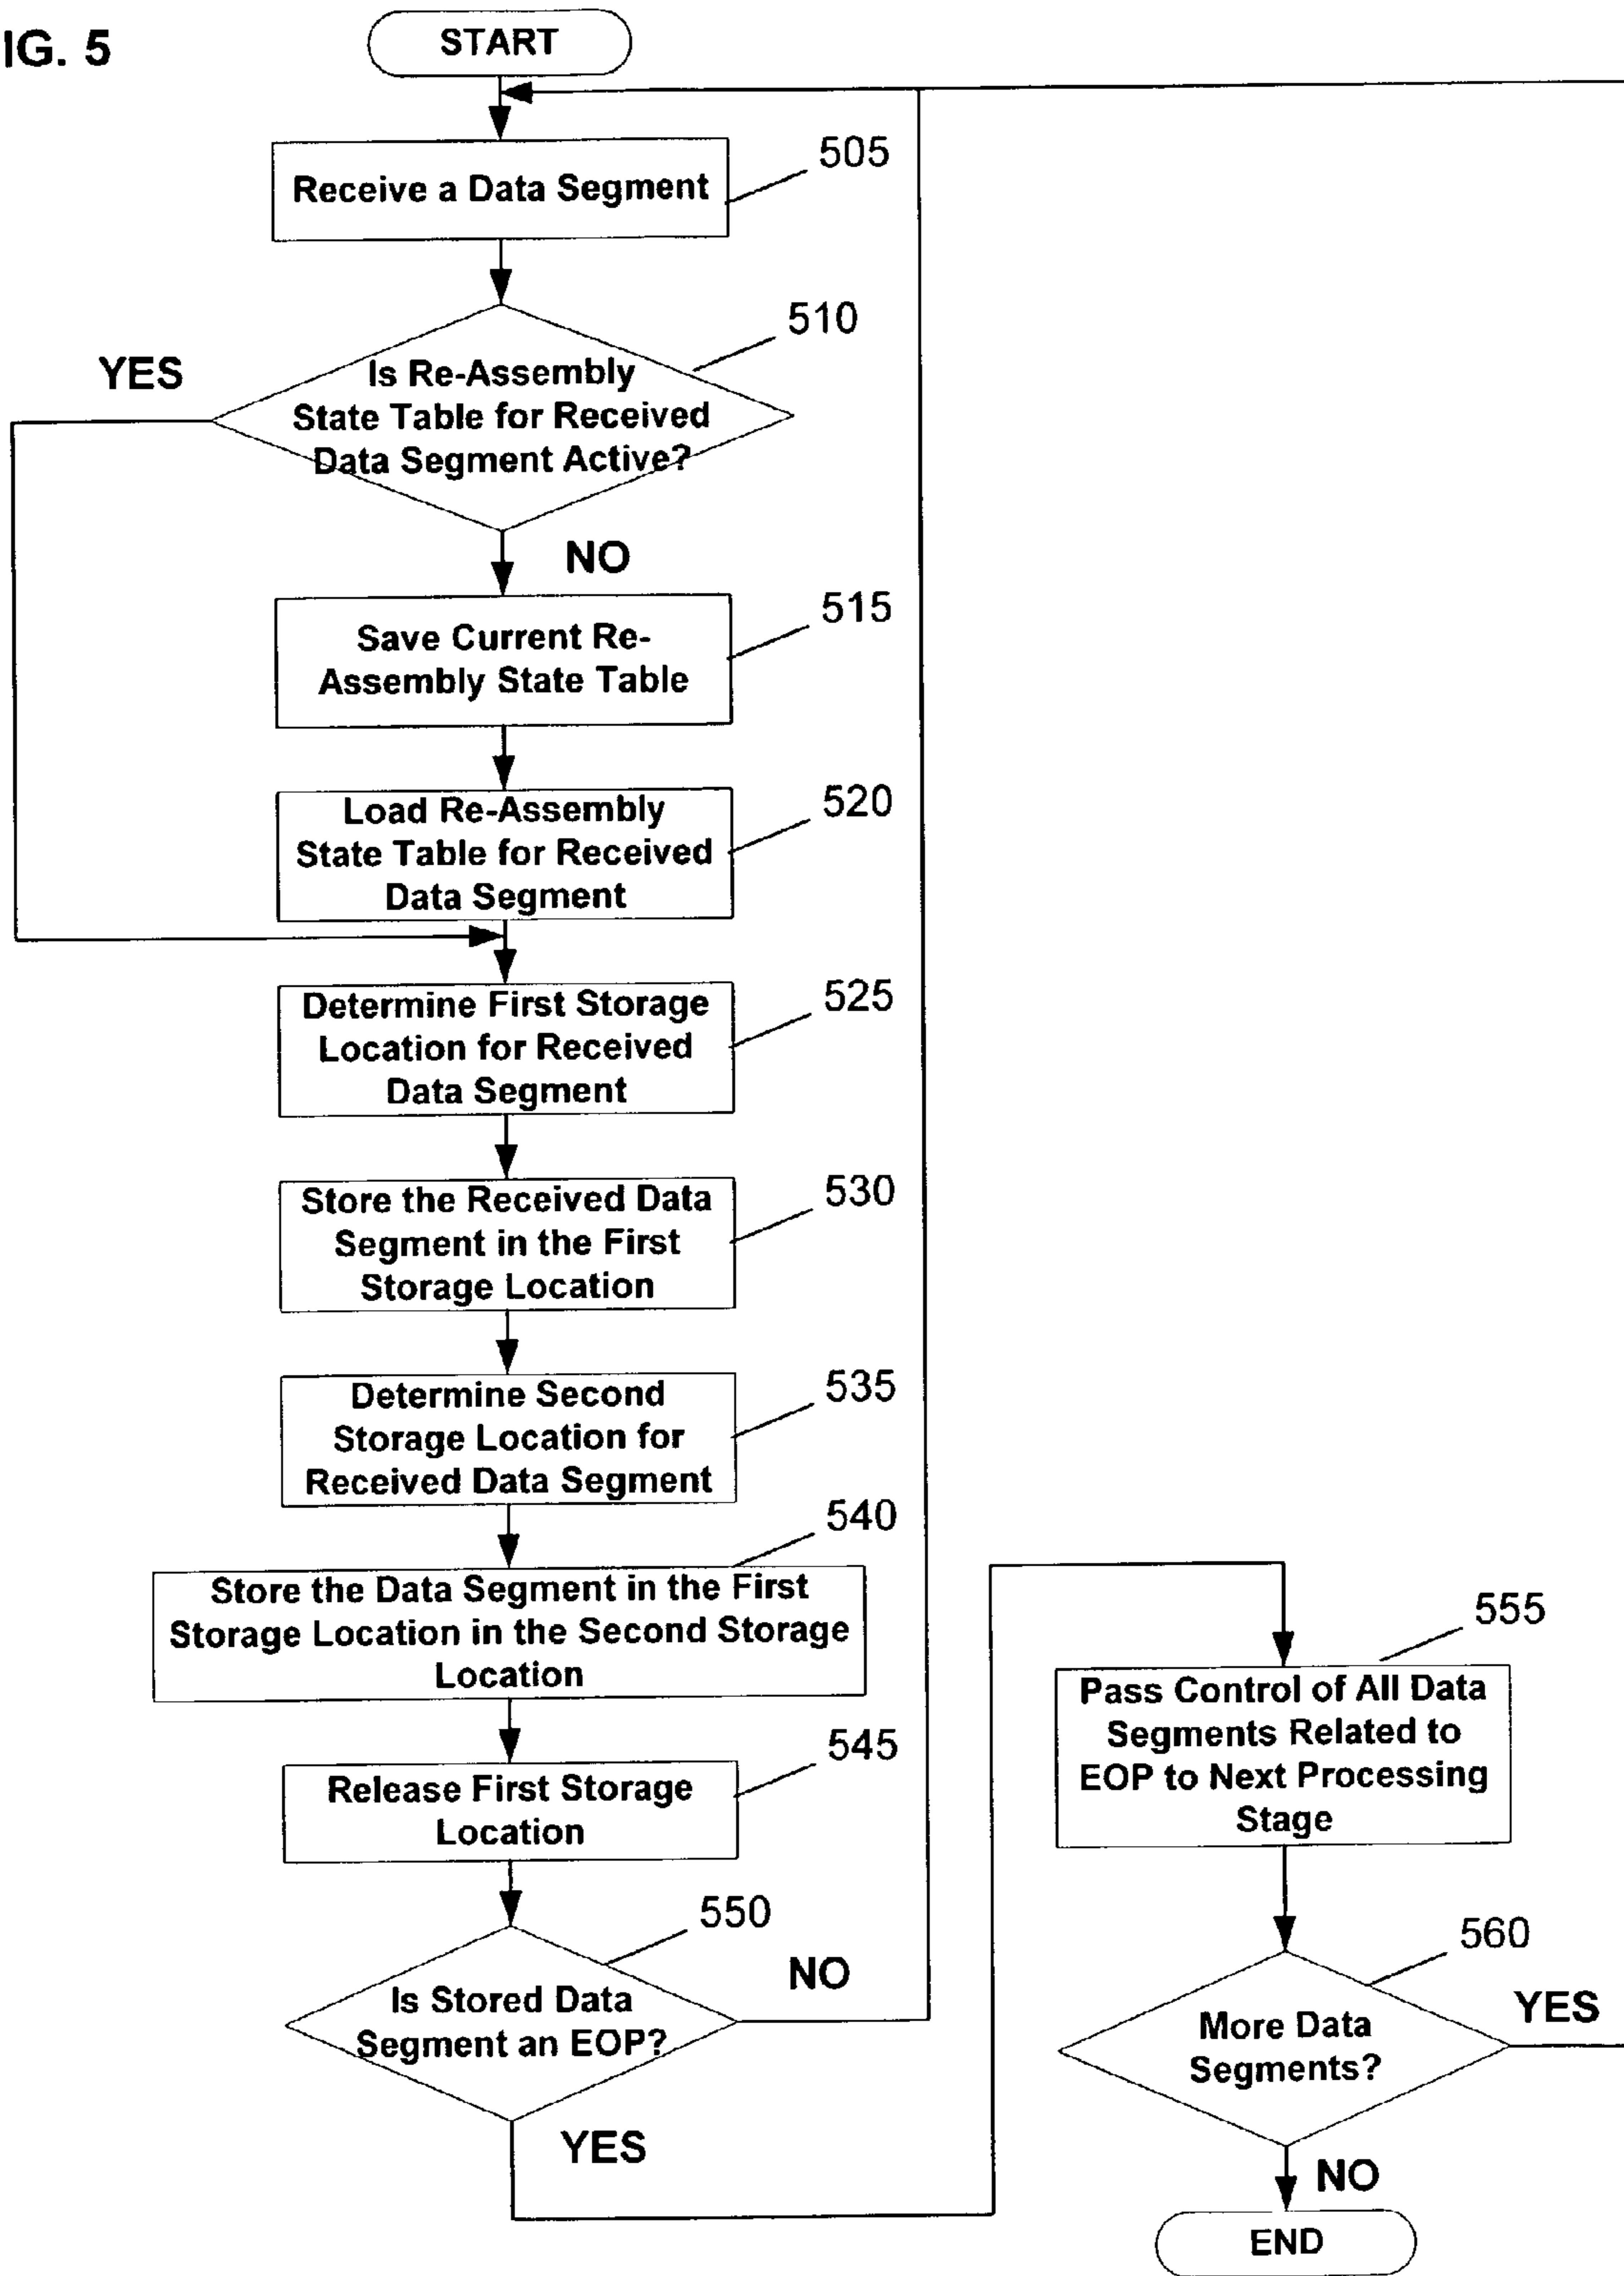 IG. 5
START
Receive a Data Segment
505
510
YES
Is Re-Assembly
State Table for Received
Data Segment Active?
NO
515
Save Current Re-
Assembly State Table
520
Load Re-Assembly
State Table for Received
Data Segment
525
Determine First Storage
Location for Received
Data Segment
530
Store the Received Data
Segment in the First
Storage Location
535
Determine Second
Storage Location for
Received Data Segment
540
Store the Data Segment in the First
Storage Location in the Second Storage
Location
545
Release First Storage
Location
550
NO
Is Stored Data
Segment an EOP?
YES
555
Pass Control of All Data
Segments Related to
EOP to Next Processing
Stage
560
YES
More Data
Segments?
NO
END